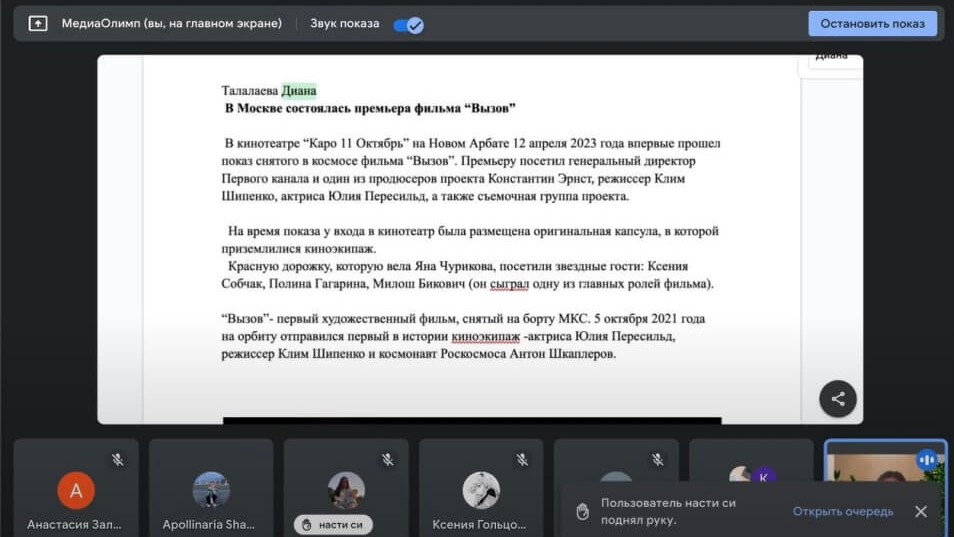 МедиаОлимп (вы, на главном экране)
Звук показа
Остановить показ
Диана
Талалаева Диана
В Москве состоялась премьера фильма “Вызов”
В кинотеатре “Каро 11 Октябрь” на Новом Арбате 12 апреля 2023 года впервые прошел
показ снятого в космосе фильма “Вызов”. Премьеру посетил генеральный директор
Первого канала и один из продюсеров проекта Константин Эрнст, режиссер Клим
Шипенко, актриса Юлия Пересильд, а также съемочная группа проекта.
На время показа у входа в кинотеатр была размещена оригинальная капсула, в которой
приземлилися киноэкипаж.
Красную дорожку, которую вела Яна Чурикова, посетили звездные гости: Ксения
Собчак, Полина Гагарина, Милош Бикович (он сыграл одну из главных ролей фильма).
“Вызов”- первый художественный фильм, снятый на борту МКС. 5 октября 2021 года
на орбиту отправился первый в истории киноэкипаж -актриса Юлия Пересильд,
режиссер Клим Шипенко и космонавт Роскосмоса Антон Шкаплеров.
А
К
Анастасия Зал...
Apollinaria Sha...
насти си
Ксения Гольцо...
Пользователь насти си
поднял руку.
Открыть очередь